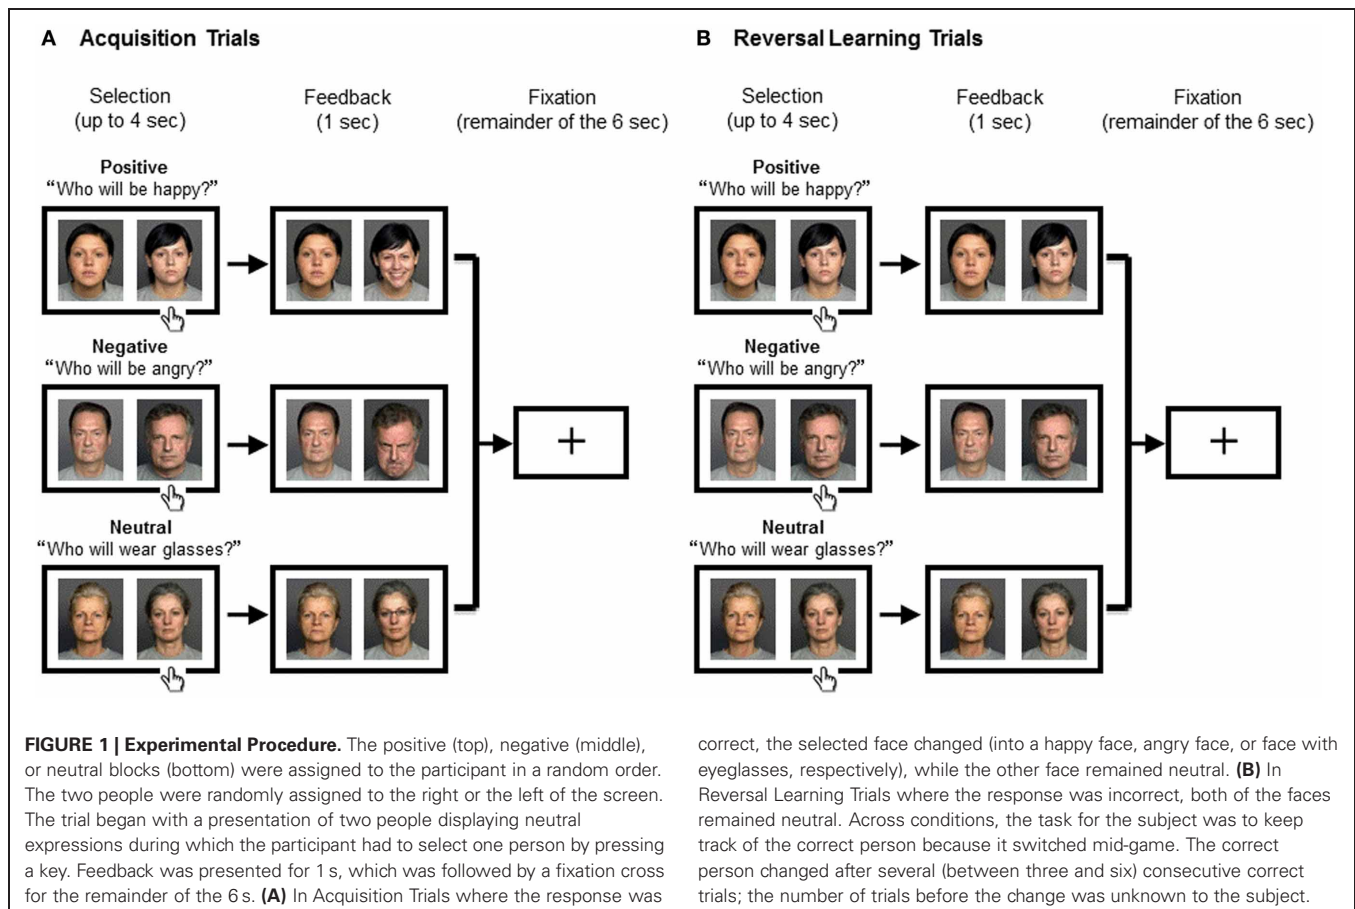 A Acquisition Trials
Selection
(up to 4 sec)
Feedback
(1 sec)
Fixation
(remainder of the 6 sec)
Positive
“Who will be happy?”
Negative
“Who will be angry?”
+
Neutral
“Who will wear glasses?”
B Reversal Learning Trials
Selection
(up to 4 sec)
Feedback
(1 sec)
Fixation
(remainder of the 6 sec)
Positive
“Who will be happy?”
Negative
“Who will be angry?”
+
Neutral
“Who will wear glasses?”
FIGURE 1 | Experimental Procedure. The positive (top), negative (middle),
or neutral blocks (bottom) were assigned to the participant in a random order.
The two people were randomly assigned to the right or the left of the screen.
The trial began with a presentation of two people displaying neutral
expressions during which the participant had to select one person by pressing
a key. Feedback was presented for 1 s, which was followed by a fixation cross
for the remainder of the 6 s. (A) In Acquisition Trials where the response was
correct, the selected face changed (into a happy face, angry face, or face with
eyeglasses, respectively), while the other face remained neutral. (B) In
Reversal Learning Trials where the response was incorrect, both of the faces
remained neutral. Across conditions, the task for the subject was to keep
track of the correct person because it switched mid-game. The correct
person changed after several (between three and six) consecutive correct
trials; the number of trials before the change was unknown to the subject.